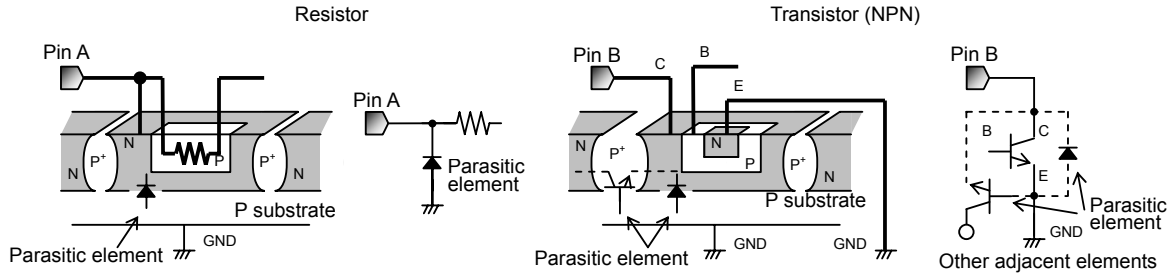 Resistor
Transistor (NPN)
Pin A
N
P+
N
P
P+
N
P substrate
Parasitic element
GND
Pin A
Parasitic
element
Pin B
C
B
E
N
P+
N
P
P+
N
P substrate
Parasitic element
GND
GND
Pin B
B
C
E
Parasitic
element
GND
Other adjacent elements